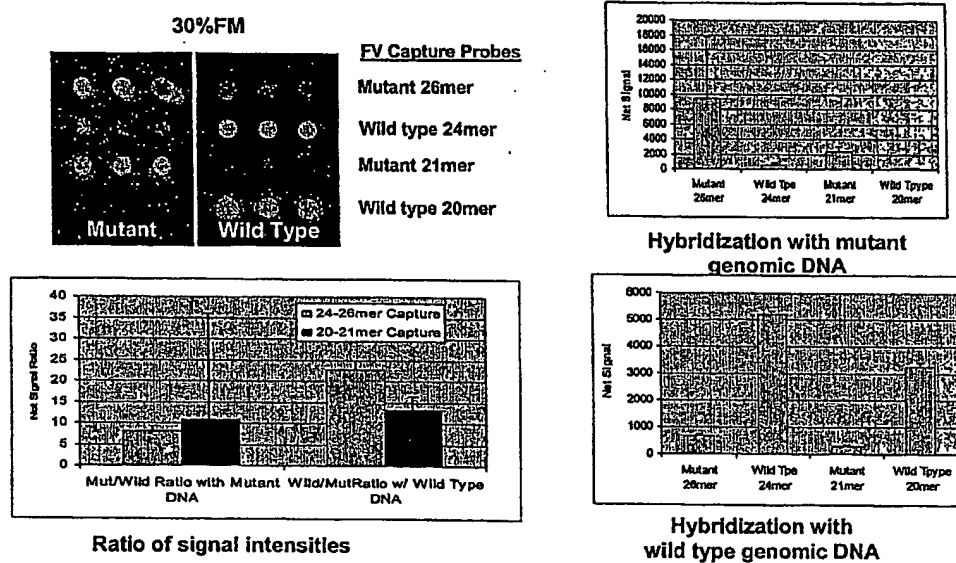 30%FM
FV Capture Probes
Mutant 26mer
Wild type 24mer
Mutant 21mer
Wild type 20mer
Mutant
Wild Type
20000
18000
16000
14000
12000
10000
8000
6000
4000
2000
0
Net Signal
Mutant 26mer
Wild Tpe 24mer
Mutant 21mer
Wild Tpype 20mer
Hybridization with mutant
genomic DNA
40
35
30
25
20
15
10
5
0
Net Signal Ratio
24-26mer Capture
20-21mer Capture
Mut/Wild Ratio with Mutant DNA
Wild/MutRatio w/ Wild Type DNA
Ratio of signal intensities
6000
5000
4000
3000
2000
1000
0
Net Signal
Mutant 26mer
Wild Tpe 24mer
Mutant 21mer
Wild Tpype 20mer
Hybridization with
wild type genomic DNA